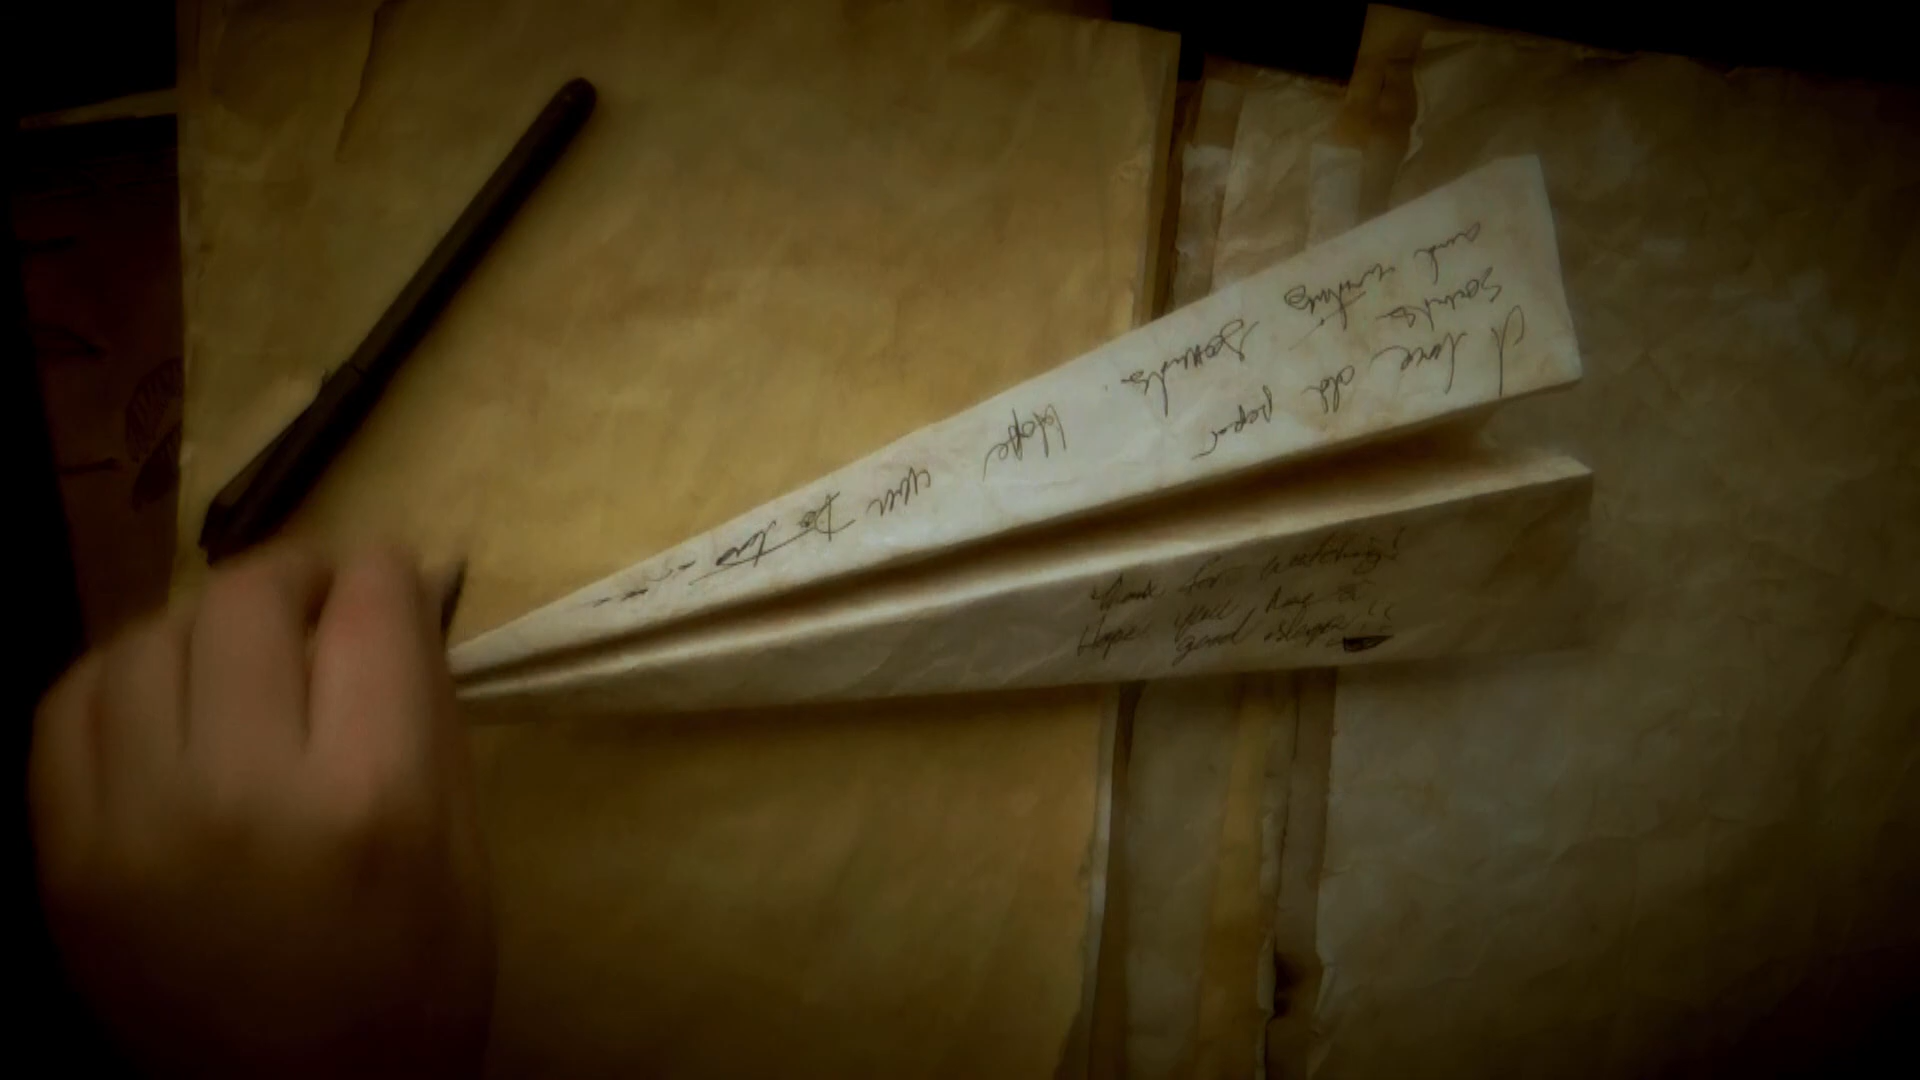 I love old paper
sounds
and writing
sounds.
Hope you Do too
Thank for watching!
Hope you have a
good sleep!!